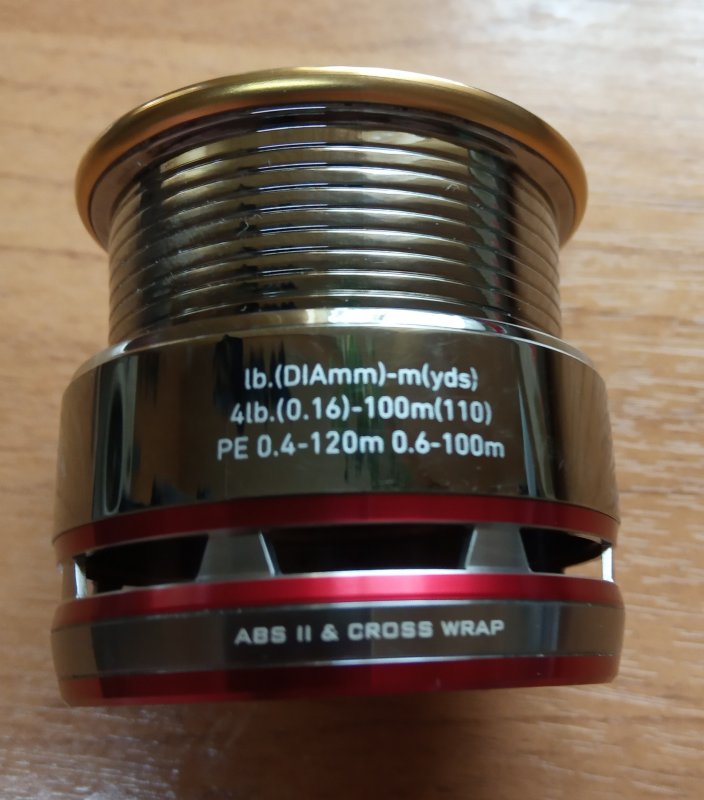 lb.(DIAmm)-m(yds)
4lb.(0.16)-100m(110)
PE 0.4-120m 0.6-100m
ABS II & CROSS WRAP